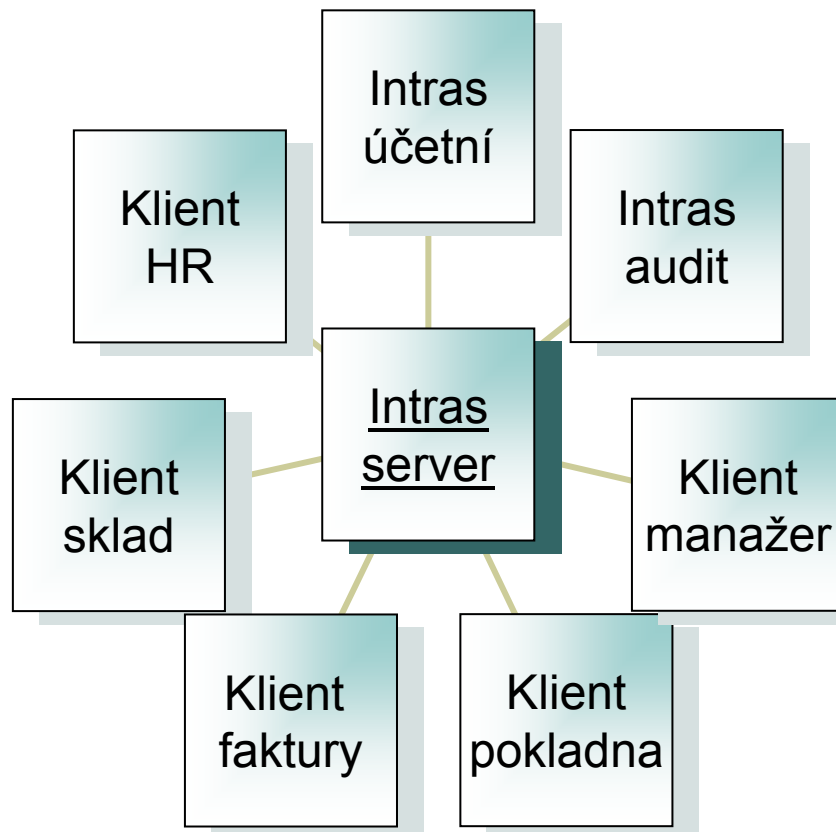 Intras
účetní
Klient
HR
Intras
audit
Intras
server
Klient
sklad
Klient
manažer
Klient
faktury
Klient
pokladna